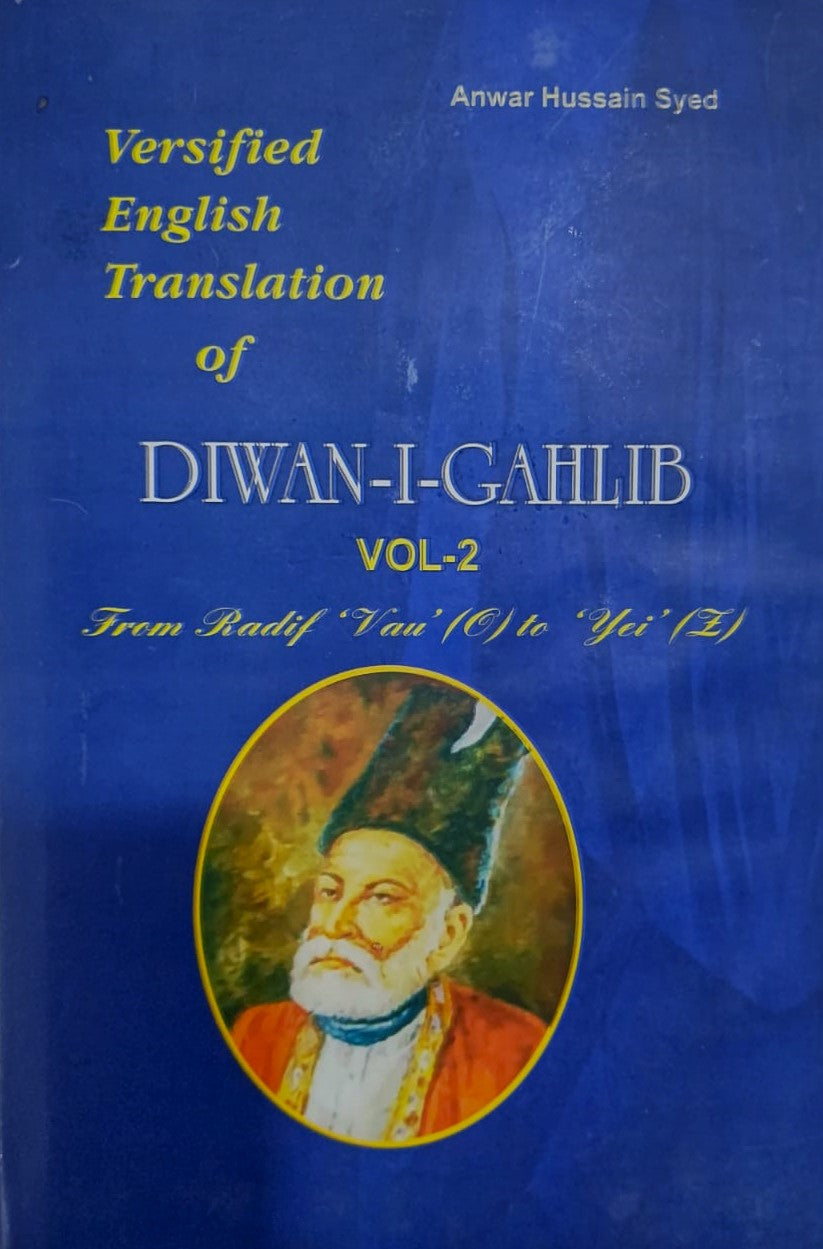 Anwar Hussain Syed
Versified
English
Translation
of
DIWAN-I-GAHLIB
VOL-2
From Radif 'Vau' (O) to 'Yei' (Z)